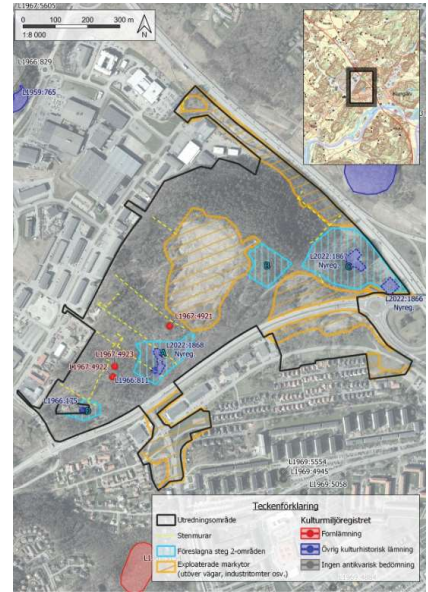 L1967:5605
0 100 200 300 m
1:8 000
N
L1966:829
L1959:765
Kungälv
L2022:1867
Nyreg
L2022:1866
Nyreg
L1967:4921
L2022:1868
Nyreg
L1967:4923
L1967:4922
L1966:811
L1969:5554
L1969:4945
L1969:5058
Teckenförklaring
Utredningsområde
Stenmurar
Föreslagna steg 2-områden
Exploaterade markytor
(utöver vägar, industritomter osv.)
Kulturmiljöregistret
Fornlämning
Övrig kulturhistorisk lämning
Ingen antikvarisk bedömning